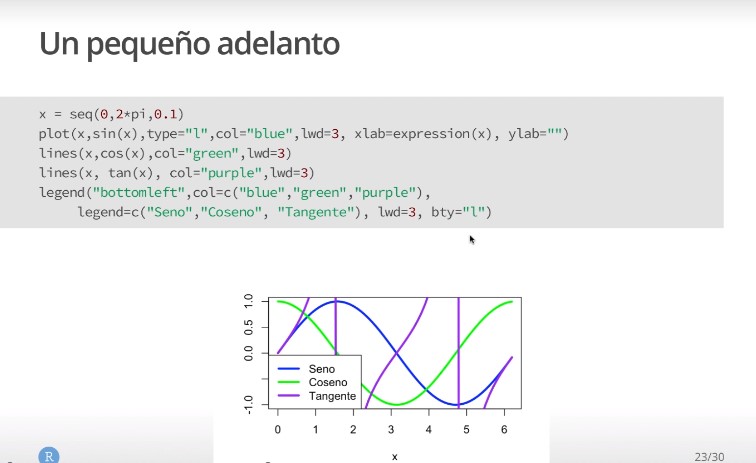 Un pequeño adelanto
x = seq(0,2*pi,0.1)
plot(x,sin(x),type="l",col="blue",lwd=3, xlab=expression(x), ylab="")
lines(x,cos(x),col="green",lwd=3)
lines(x, tan(x), col="purple",lwd=3)
legend("bottomleft",col=c("blue","green","purple"),
legend=c("Seno","Coseno", "Tangente"), lwd=3, bty="l")
1.0
0.5
0.0
-1.0
Seno
Coseno
Tangente
0 1 2 3 4 5 6
x
R
23/30